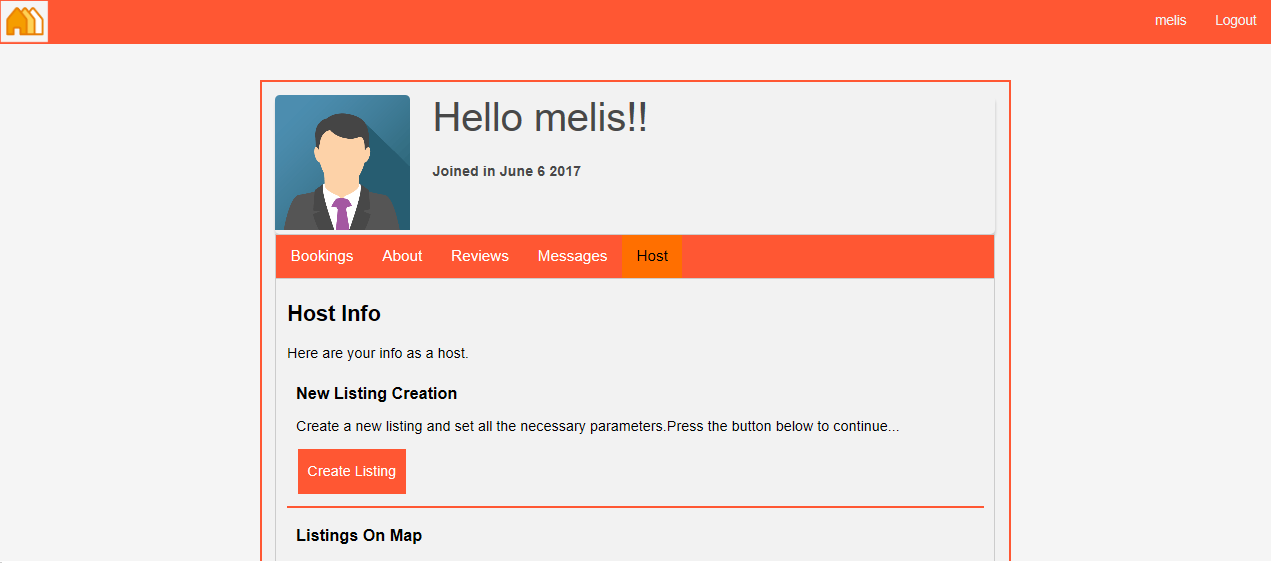 melis Logout
Hello melis!!
Joined in June 6 2017
Bookings About Reviews Messages Host
Host Info
Here are your info as a host.
New Listing Creation
Create a new listing and set all the necessary parameters.Press the button below to continue...
Create Listing
Listings On Map